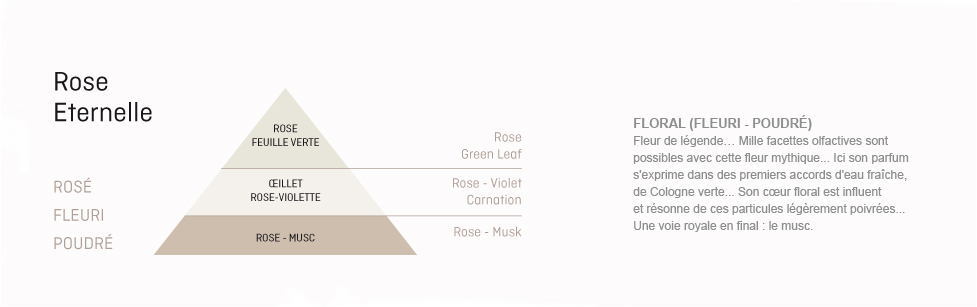 Rose
Eternelle
ROSÉ
FLEURI
POUDRÉ
ROSE
FEUILLE VERTE
ŒILLET
ROSE-VIOLETTE
ROSE - MUSC
Rose
Green Leaf
Rose - Violet
Carnation
Rose - Musk
FLORAL (FLEURI - POUDRÉ)
Fleur de légende… Mille facettes olfactives sont
possibles avec cette fleur mythique... Ici son parfum
s'exprime dans des premiers accords d'eau fraîche,
de Cologne verte... Son cœur floral est influent
et résonne de ces particules légèrement poivrées...
Une voie royale en final : le musc.